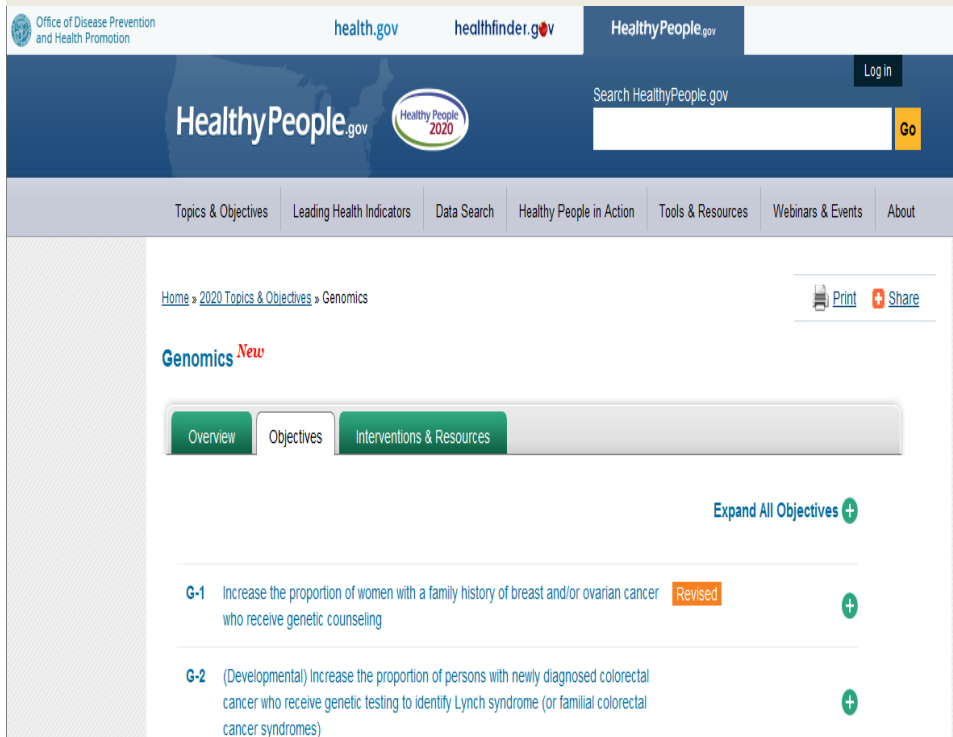 Office of Disease Prevention
and Health Promotion
health.gov
healthfinder.gov
HealthyPeople.gov
Log in
HealthyPeople.gov
Healthy People
2020
Search HealthyPeople.gov
Go
Topics & Objectives
Leading Health Indicators
Data Search
Healthy People in Action
Tools & Resources
Webinars & Events
About
Home » 2020 Topics & Objectives » Genomics
Print
Share
Genomics New
Overview
Objectives
Interventions & Resources
Expand All Objectives
G-1 Increase the proportion of women with a family history of breast and/or ovarian cancer Revised
who receive genetic counseling
G-2 (Developmental) Increase the proportion of persons with newly diagnosed colorectal
cancer who receive genetic testing to identify Lynch syndrome (or familial colorectal
cancer syndromes)